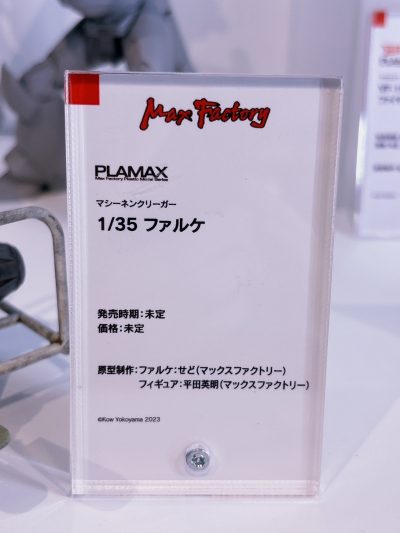 Max Factory
PLAMAX
Max Factory Plastic Model Series
マシーネンクリーガー
1/35 ファルケ
発売時期：未定
価格：未定
原型制作：ファルケ：せど（マックスファクトリー）
フィギュア：平田英明（マックスファクトリー）
©Kow Yokoyama 2023